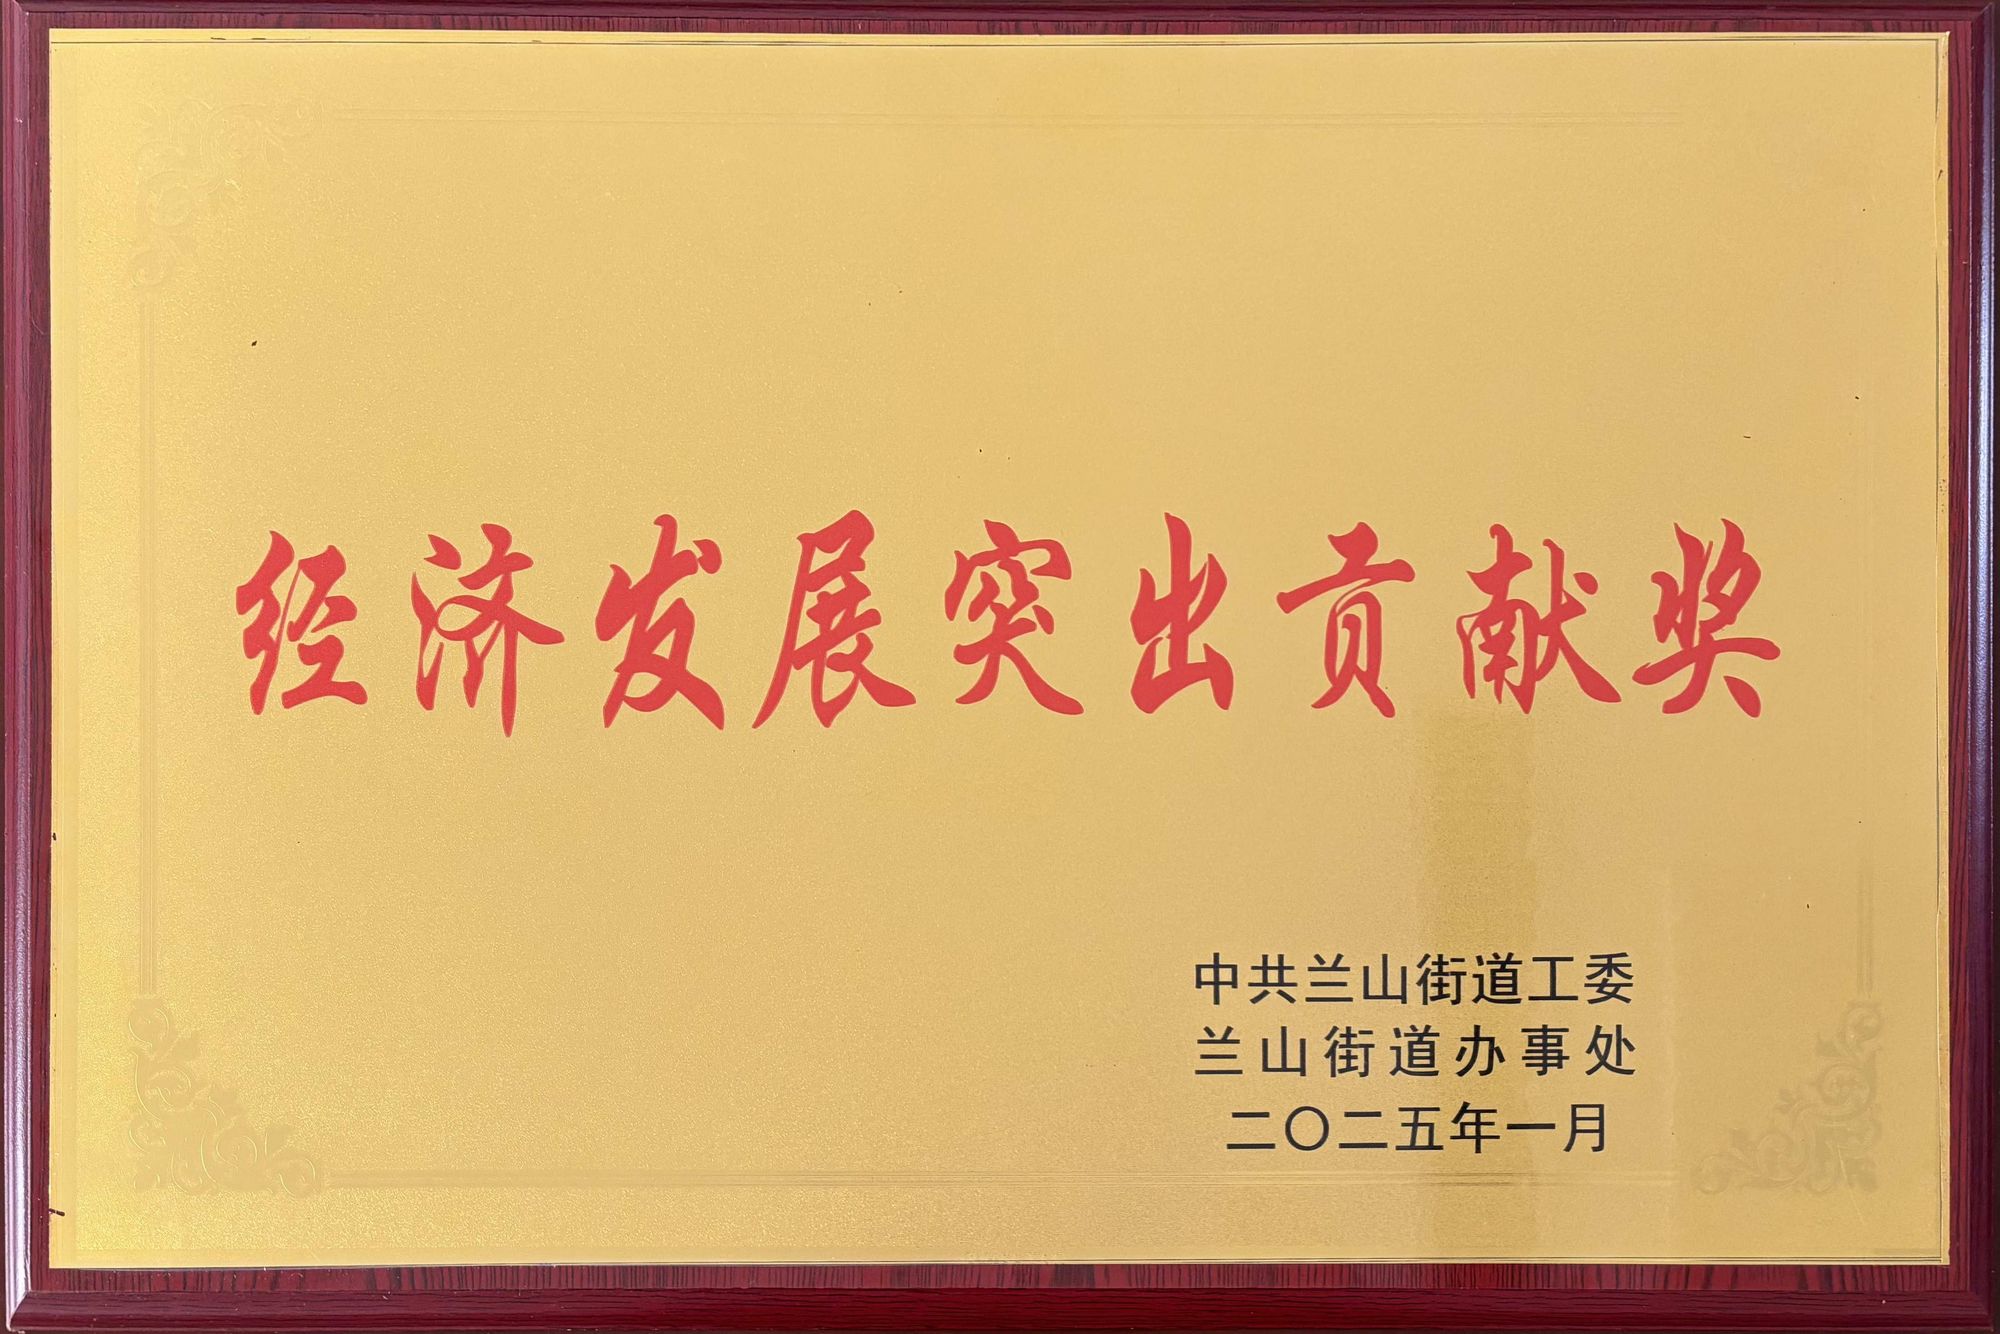 经济发展突出贡献奖
中共兰山街道工委
兰山街道办事处
二〇二五年一月